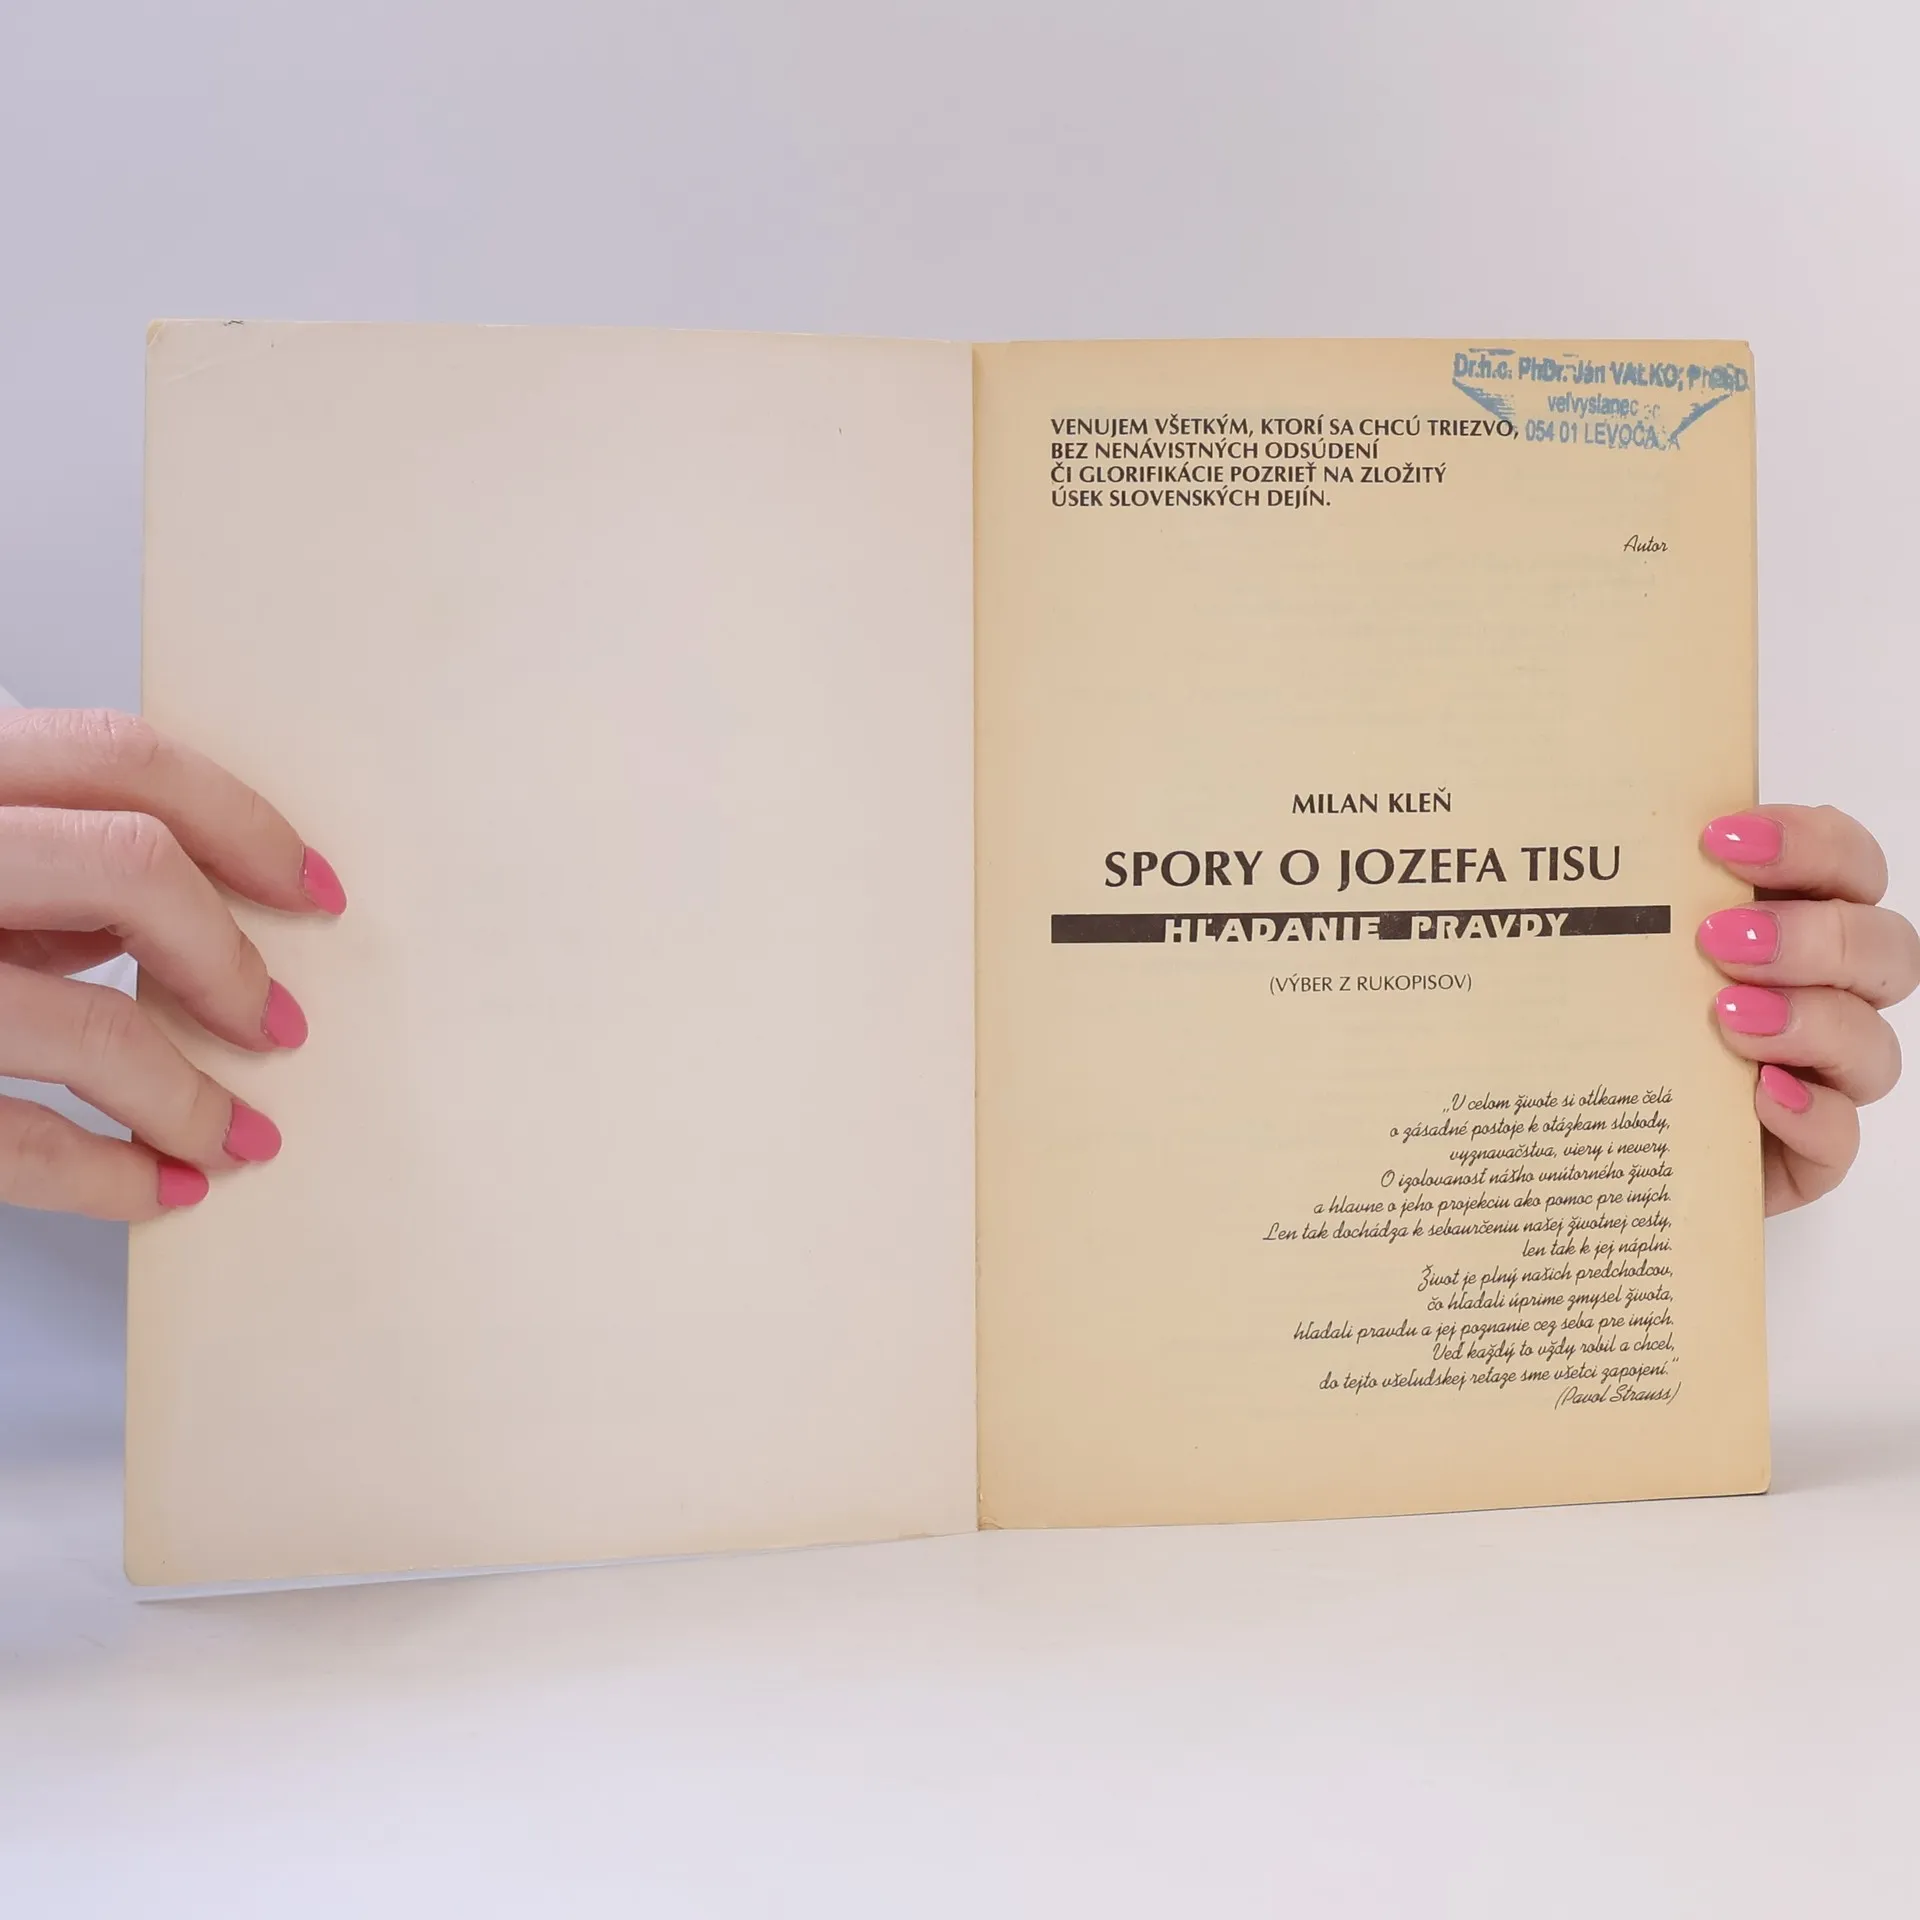 Dr.h.c. PhDr. Ján VALKO, PhD.
veľvyslanec
054 01 LEVOČA
VENUJEM VŠETKÝM, KTORÍ SA CHCÚ TRIEZVO,
BEZ NENÁVISTNÝCH ODSÚDENÍ
ČI GLORIFIKÁCIE POZRIEŤ NA ZLOŽITÝ
ÚSEK SLOVENSKÝCH DEJÍN.
Autor
MILAN KLEŇ
SPORY O JOZEFA TISU
HĽADANIE PRAVDY
(VÝBER Z RUKOPISOV)
„V celom živote si otĺkame čelá
o zásadné postoje k otázkam slobody,
vyznavačstva, viery i nevery.
O izolovanosť nášho vnútorného života
a hlavne o jeho projekciu ako pomoc pre iných.
Len tak dochádza k sebaurčeniu našej životnej cesty,
len tak k jej náplni.
Život je plný našich predchodcov,
čo hľadali úprime zmysel života,
hľadali pravdu a jej poznanie cez seba pre iných.
Veď každý to vždy robil a chcel,
do tejto všeľudskej reťaze sme všetci zapojení."
(Pavol Strauss)